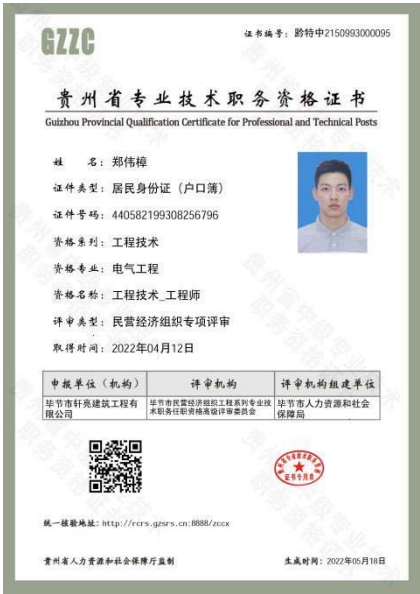 GZZC
证书编号：黔特中2150993000095
贵州省专业技术职务资格证书
Guizhou Provincial Qualification Certificate for Professional and Technical Posts
姓 名：郑伟樟
证件类型：居民身份证（户口簿）
证件号码：440582199308256796
资格系列：工程技术
资格专业：电气工程
资格名称：工程技术_工程师
评审类型：民营经济组织专项评审
取得时间：2022年04月12日
申报单位（机构） 评审机构 评审机构组建单位
毕节市轩亮建筑工程有 毕节市民营经济组织工程系列专业技 毕节市人力资源和社会
限公司 术职务任职资格高级评审委员会 保障局
证书专用章
统一核验地址：http://rcrs.gzsrs.cn:8888/zccx
贵州省人力资源和社会保障厅监制 生成时间：2022年05月18日